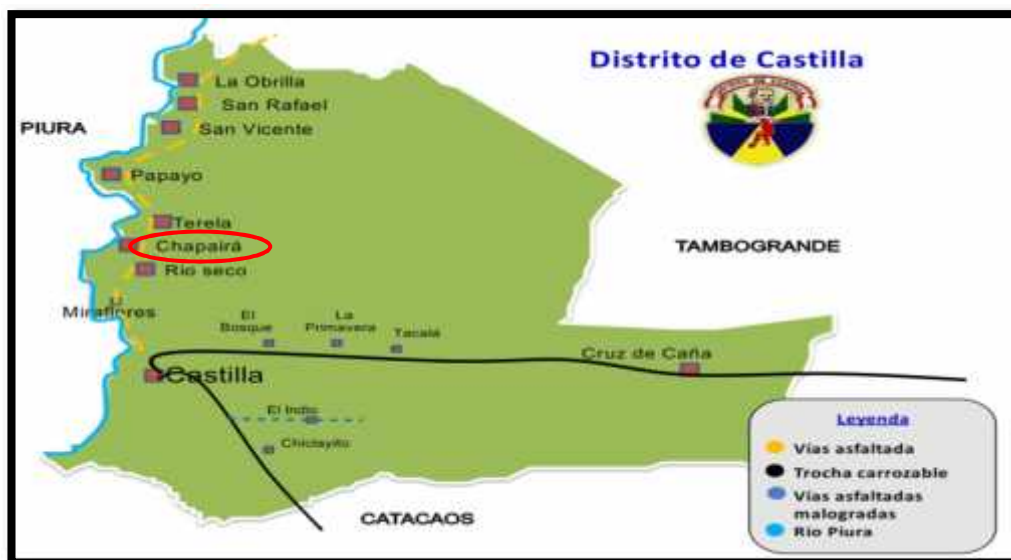 Distrito de Castilla
La Obrilla
San Rafael
PIURA
San Vicente
Papayo
Terela
Chapairá
TAMBOGRANDE
Rio seco
Miraflores
El
Bosque
La
Primavera
Tacalá
Cruz de Caña
Castilla
El Indio
Chiclayito
CATACAOS
Leyenda
Vías asfaltada
Trocha carrozable
Vías asfaltadas
malogradas
Rio Piura